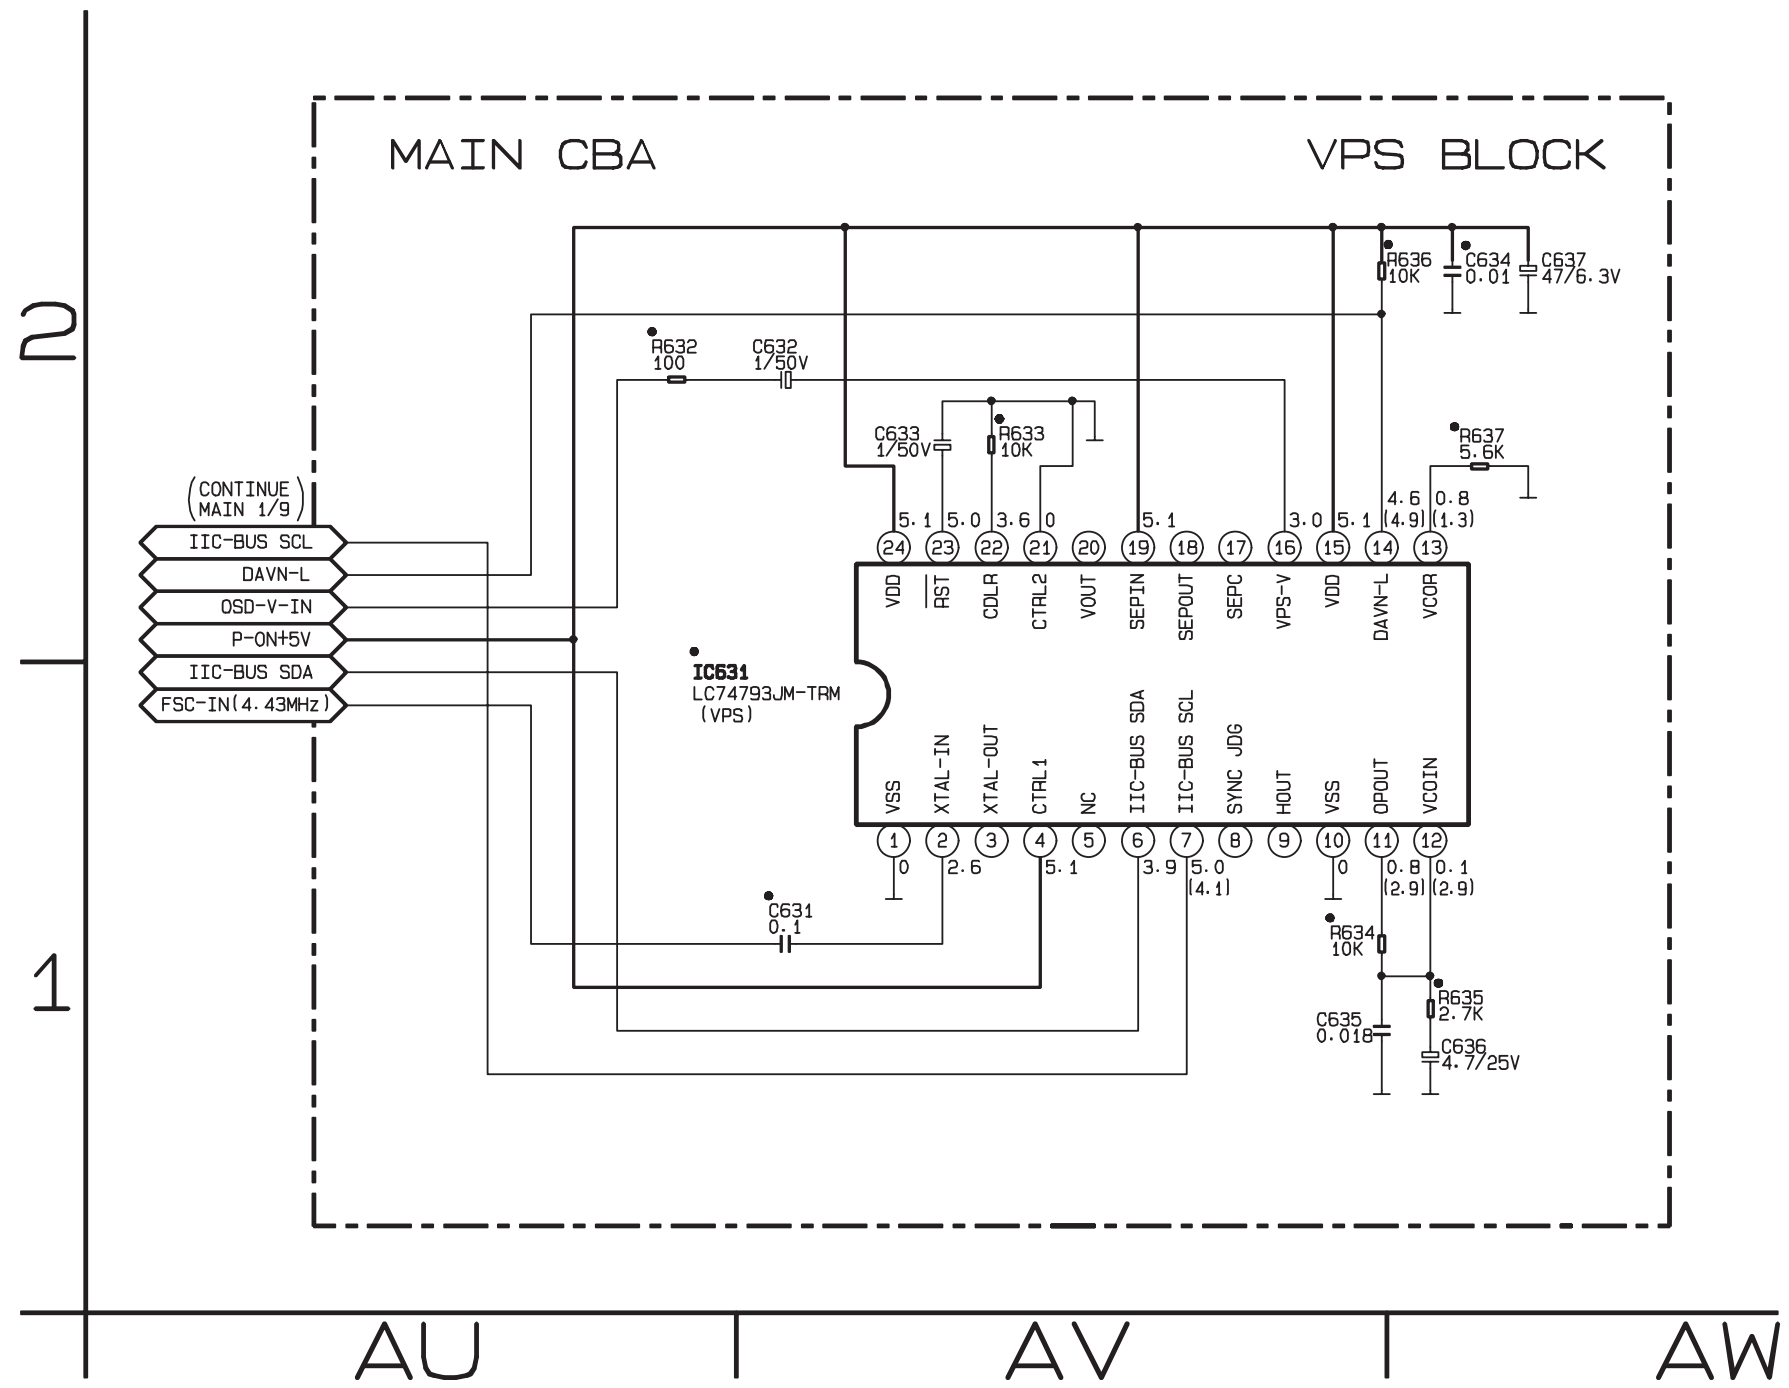 MAIN CBA
VPS BLOCK
R636
10K
C634
0.01
C637
47/6.3V
2
R632
100
C632
1/50V
C633
1/50V
R633
10K
R637
5.6K
(CONTINUE
MAIN 1/9)
IIC-BUS SCL
DAVN-L
OSD-V-IN
P-ON+5V
IIC-BUS SDA
FSC-IN(4.43MHz)
5.1 5.0 3.6 0 5.1 3.0 5.1 4.6 0.8
(4.9) (1.3)
24 23 22 21 20 19 18 17 16 15 14 13
VDD RST CDLR CTRL2 VOUT SEPIN SEPOUT SEPC VPS-V VDD DAVN-L VCOR
IC631
LC74793JM-TRM
(VPS)
VSS XTAL-IN XTAL-OUT CTRL1 NC IIC-BUS SDA IIC-BUS SCL SYNC JDG HOUT VSS OPOUT VCOIN
1 2 3 4 5 6 7 8 9 10 11 12
0 2.6 5.1 3.9 5.0 0 0.8 0.1
(4.1) (2.9) (2.9)
C631
0.1
R634
10K
1
R635
2.7K
C635
0.018
C636
4.7/25V
AU AV AW